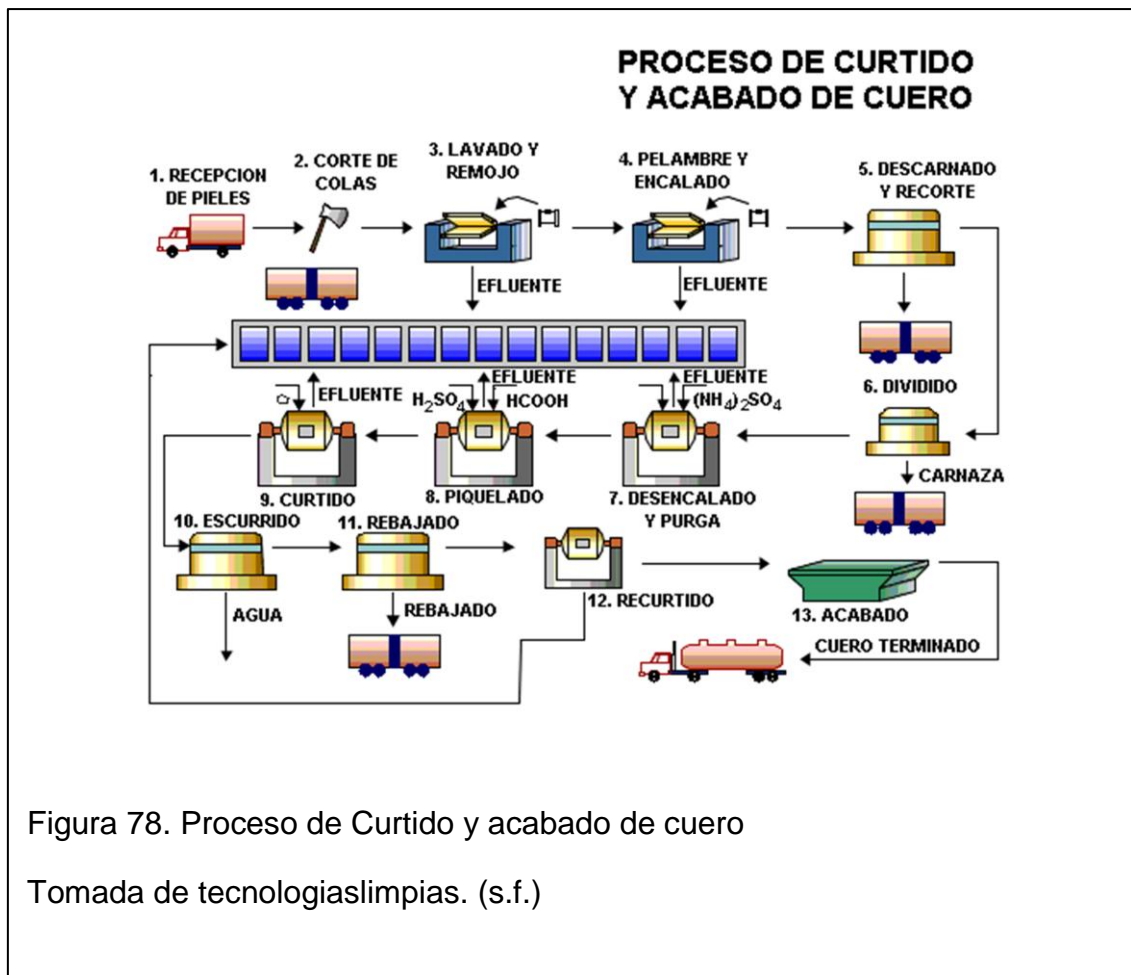 PROCESO DE CURTIDO
Y ACABADO DE CUERO
1. RECEPCION
DE PIELES
2. CORTE DE
COLAS
3. LAVADO Y
REMOJO
4. PELAMBRE Y
ENCALADO
5. DESCARNADO
Y RECORTE
EFLUENTE
EFLUENTE
6. DIVIDIDO
CARNAZA
EFLUENTE
H2SO4
EFLUENTE
HCOOH
EFLUENTE
(NH4)2SO4
9. CURTIDO
8. PIQUELADO
7. DESENCALADO
Y PURGA
10. ESCURRIDO
11. REBAJADO
AGUA
REBAJADO
12. RECURTIDO
13. ACABADO
CUERO TERMINADO
Figura 78. Proceso de Curtido y acabado de cuero
Tomada de tecnologiaslimpias. (s.f.)